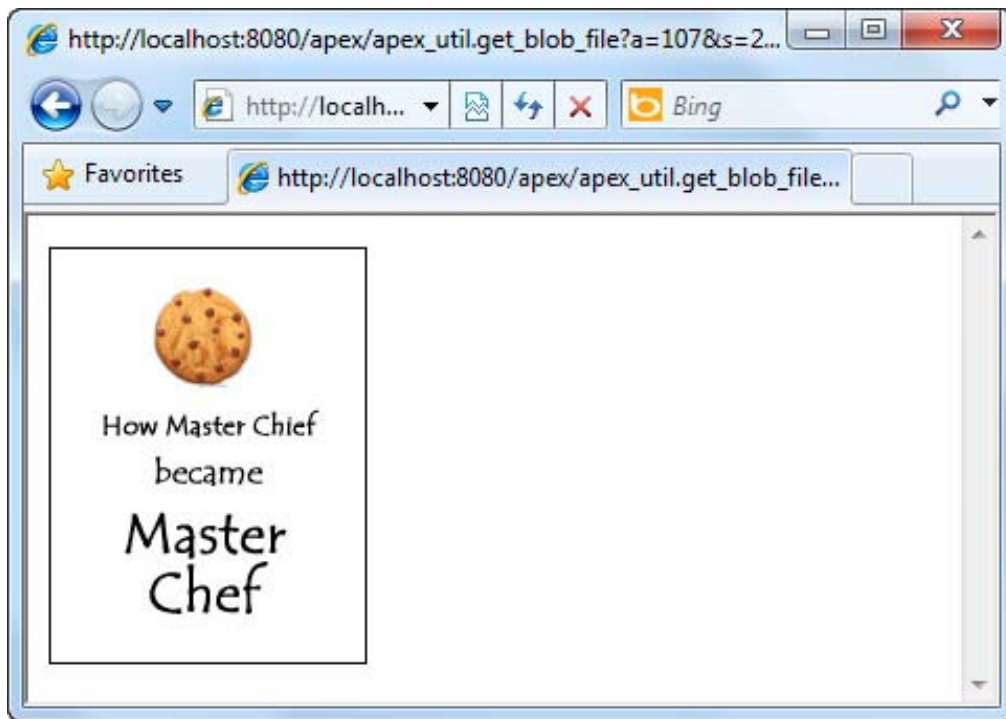 http://localhost:8080/apex/apex_util.get_blob_file?a=107&s=2...
http://localh...
Bing
Favorites
http://localhost:8080/apex/apex_util.get_blob_file...
How Master Chief
became
Master
Chef